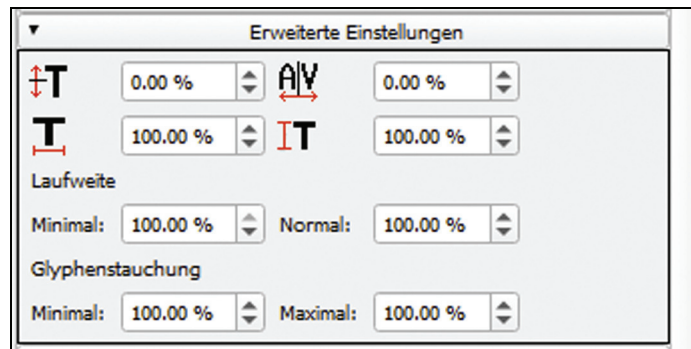 Erweiterte Einstellungen
T 0.00 % A|V 0.00 %
T 100.00 % T 100.00 %
Laufweite
Minimal: 100.00 % Normal: 100.00 %
Glyphenstauchung
Minimal: 100.00 % Maximal: 100.00 %